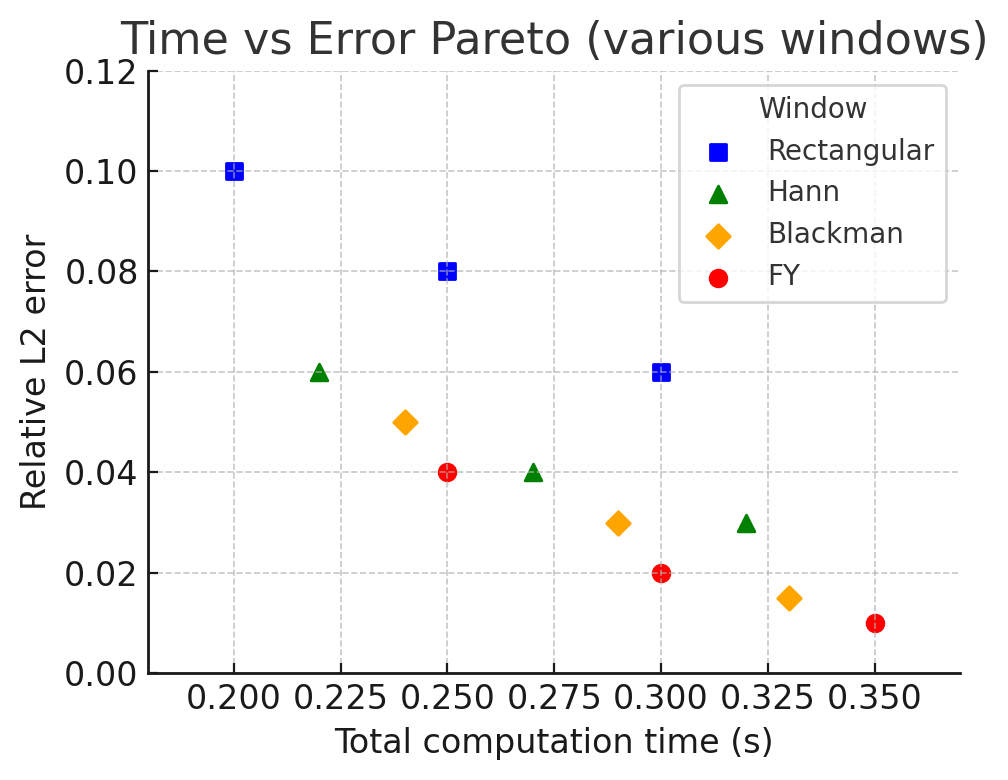 Time vs Error Pareto (various windows)
0.12
0.10
0.08
0.06
0.04
0.02
0.00
Relative L2 error
Window
Rectangular
Hann
Blackman
FY
0.200 0.225 0.250 0.275 0.300 0.325 0.350
Total computation time (s)